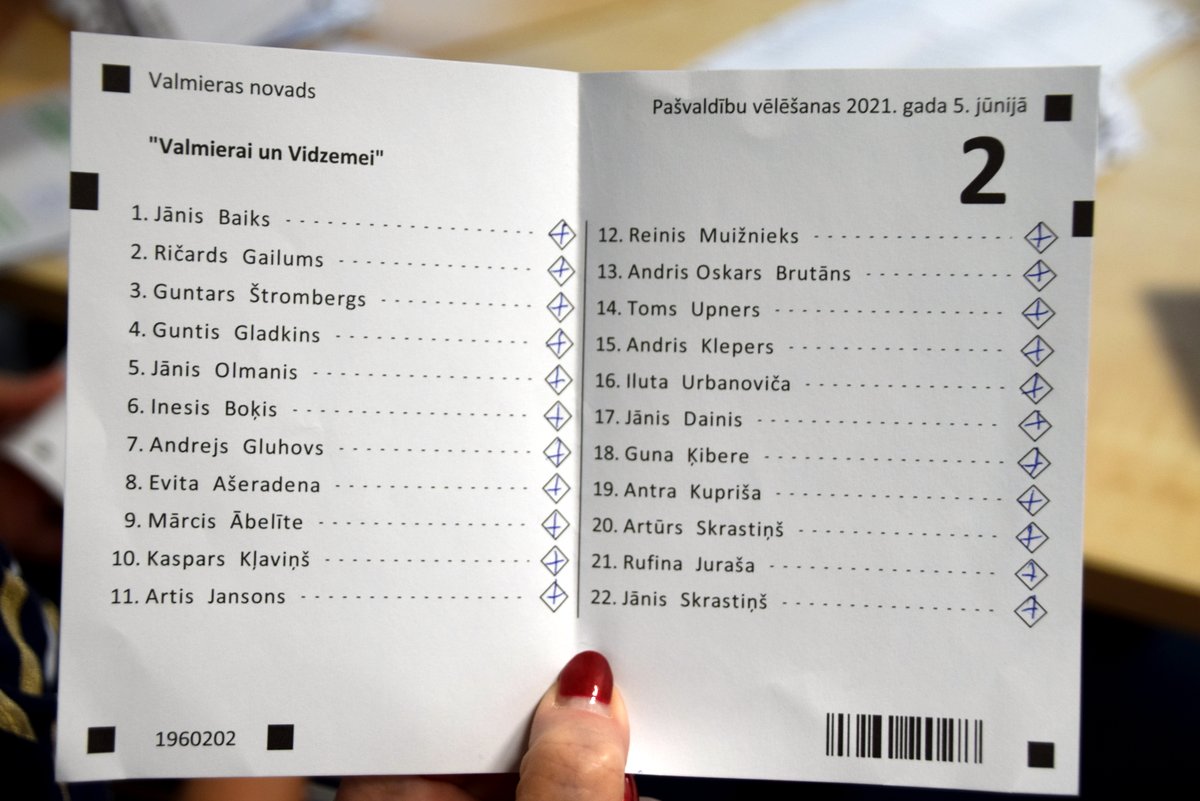 Valmieras novads
"Valmierai un Vidzemei"
1. Jānis Baiks
2. Ričards Gailums
3. Guntars Štrombergs
4. Guntis Gladkins
5. Jānis Olmanis
6. Inesis Boķis
7. Andrejs Gluhovs
8. Evita Ašeradena
9. Mārcis Ābelīte
10. Kaspars Kļaviņš
11. Artis Jansons
1960202
Pašvaldību vēlēšanas 2021. gada 5. jūnijā
2
12. Reinis Muižnieks
13. Andris Oskars Brutāns
14. Toms Upners
15. Andris Klepers
16. Iluta Urbanoviča
17. Jānis Dainis
18. Guna Ķibere
19. Antra Kupriša
20. Artūrs Skrastiņš
21. Rufina Juraša
22. Jānis Skrastiņš